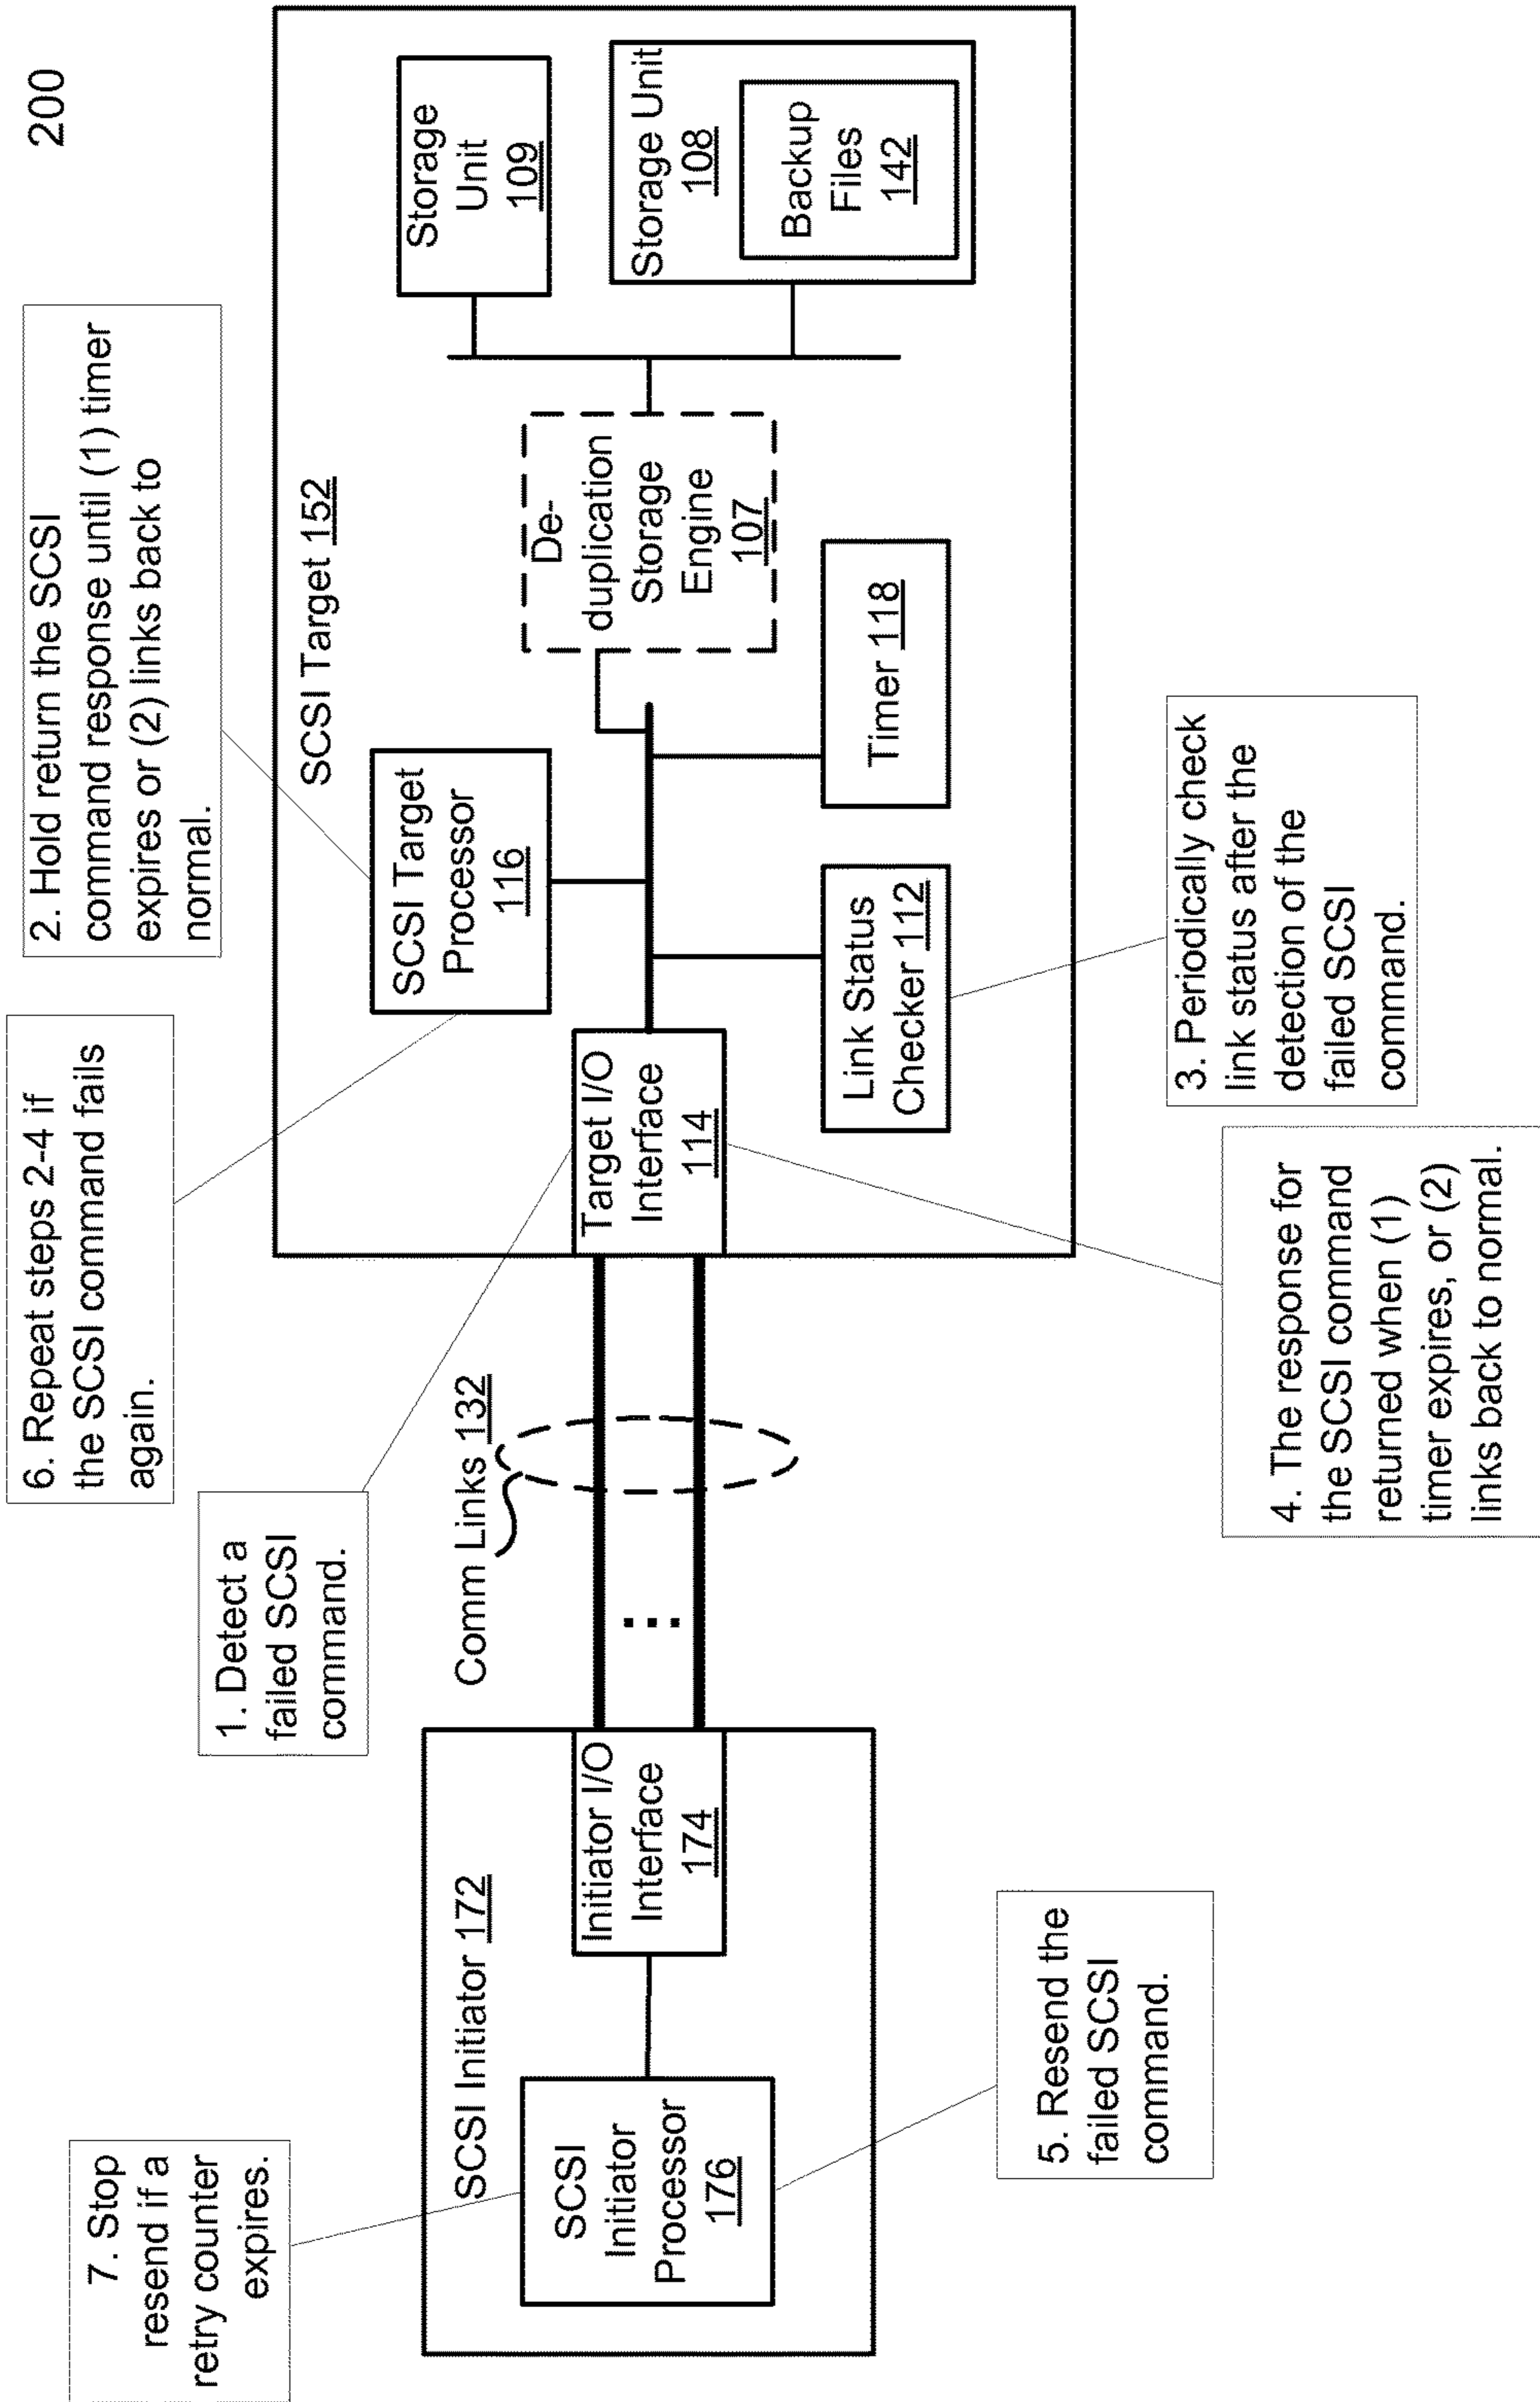 200
2. Hold return the SCSI
command response until (1) timer
expires or (2) links back to
normal.
6. Repeat steps 2-4 if
the SCSI command fails
again.
1. Detect a
failed SCSI
command.
7. Stop
resend if a
retry counter
expires.
SCSI Initiator 172
SCSI
Initiator
Processor
176
Initiator I/O
Interface
174
5. Resend the
failed SCSI
command.
Comm Links 132
...
SCSI Target 152
Target I/O
Interface
114
SCSI Target
Processor
116
Link Status
Checker 112
Timer 118
De-
duplication
Storage
Engine
107
Storage
Unit
109
Storage Unit
108
Backup
Files
142
3. Periodically check
link status after the
detection of the
failed SCSI
command.
4. The response for
the SCSI command
returned when (1)
timer expires, or (2)
links back to normal.